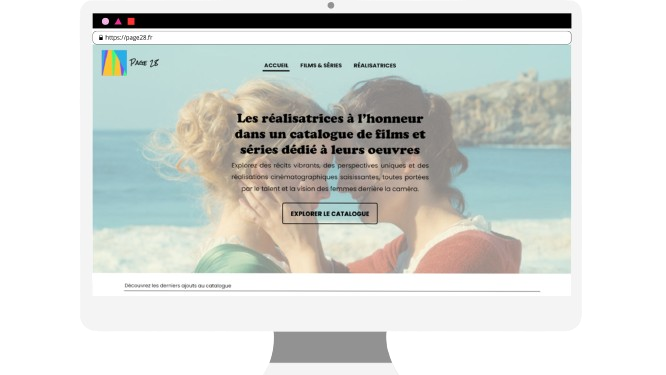 https://page28.fr
Page 28
ACCUEIL FILMS & SÉRIES RÉALISATRICES
Les réalisatrices à l'honneur
dans un catalogue de films et
séries dédié à leurs oeuvres
Explorez des récits vibrants, des perspectives uniques et des
réalisations cinématographiques saisissantes, toutes portées
par le talent et la vision des femmes derrière la caméra.
EXPLORER LE CATALOGUE
Découvrez les derniers ajouts au catalogue